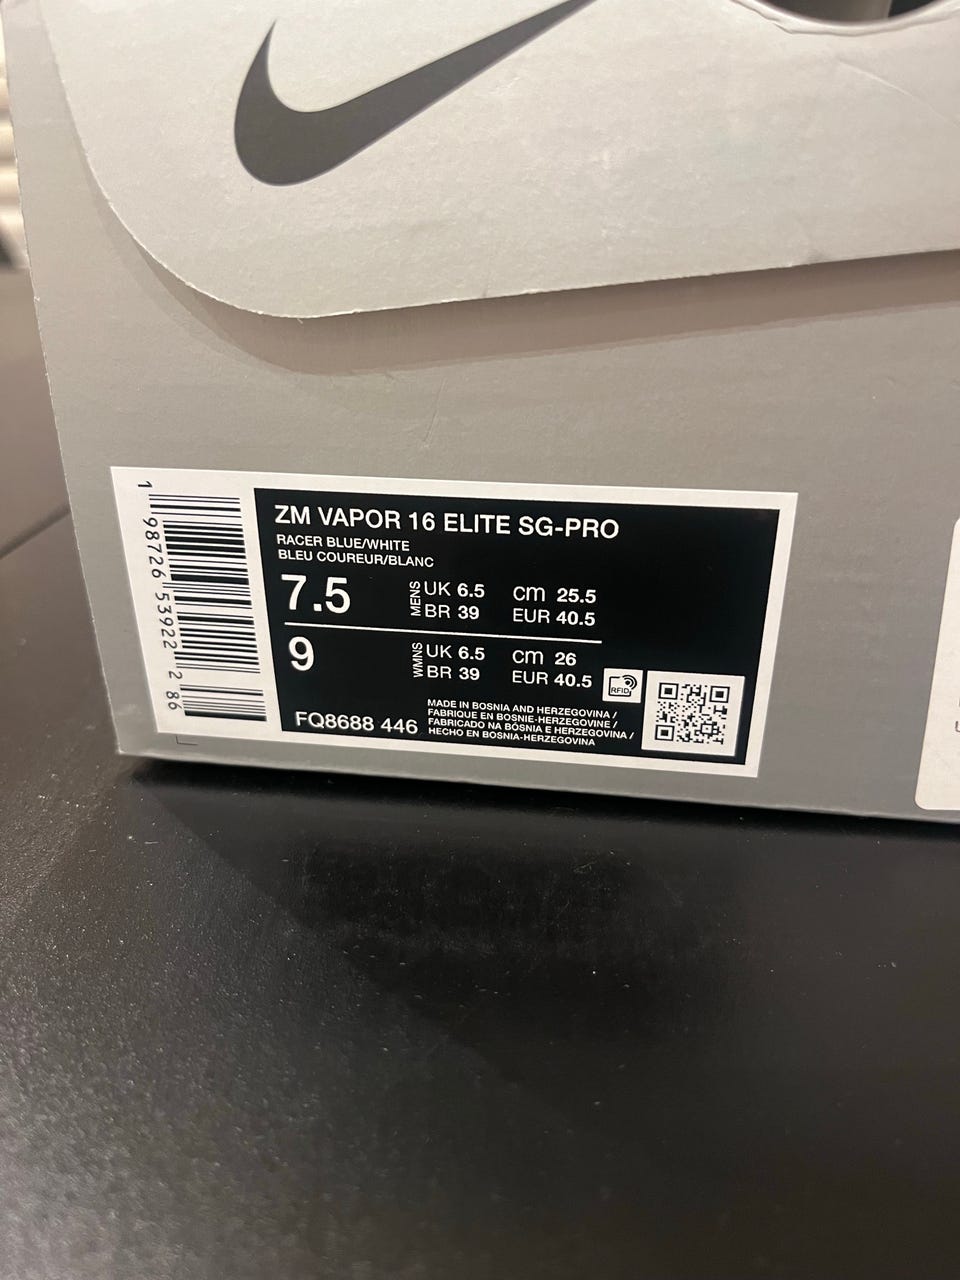 ZM VAPOR 16 ELITE SG-PRO
RACER BLUE/WHITE
BLEU COUREUR/BLANC
7.5 MENS UK 6.5 cm 25.5
BR 39 EUR 40.5
9 WMNS UK 6.5 cm 26
BR 39 EUR 40.5
RFID
FQ8688 446
MADE IN BOSNIA AND HERZEGOVINA /
FABRIQUE EN BOSNIE-HERZEGOVINE /
FABRICADO NA BÓSNIA E HERZEGOVINA /
HECHO EN BOSNIA-HERZEGOVINA
1 98726 53922 2 86